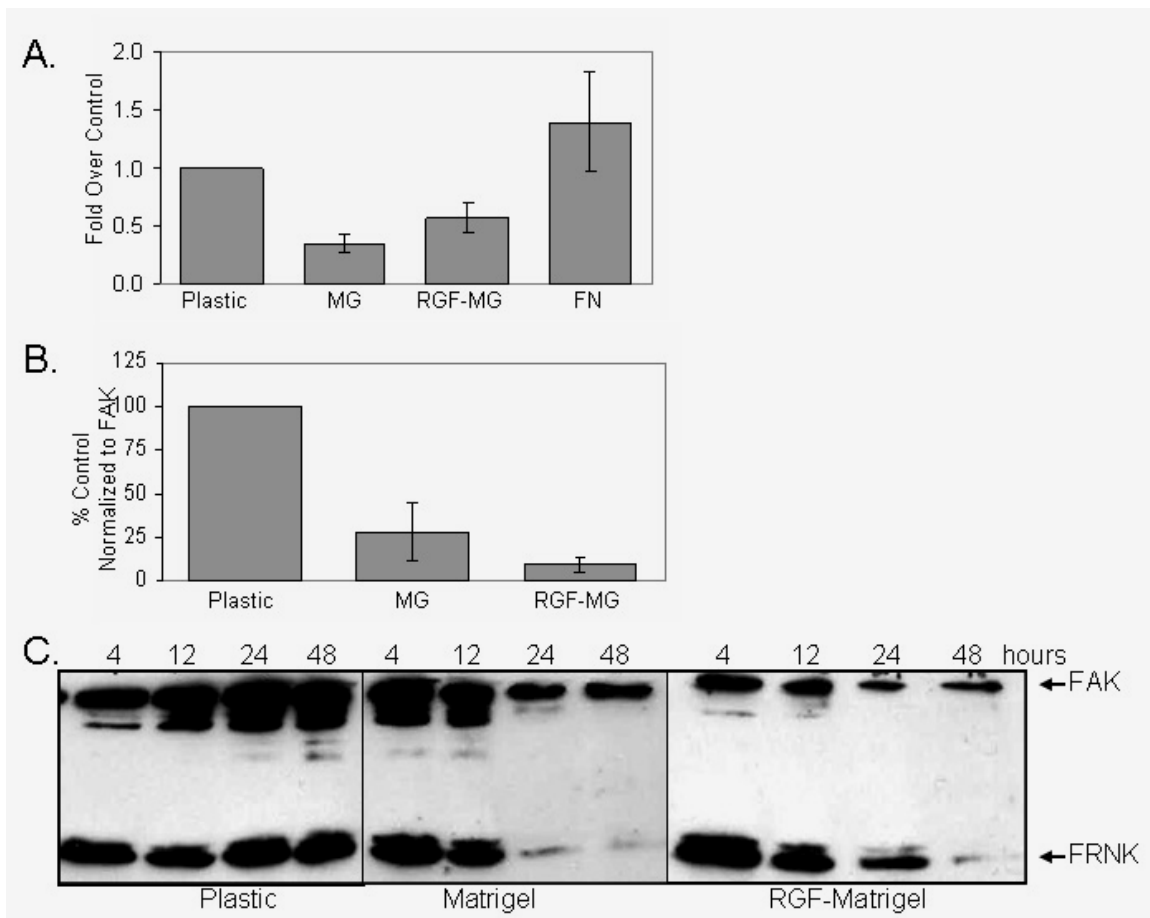 A.
Fold Over Control
2.0
1.5
1.0
0.5
0.0
Plastic MG RGF-MG FN
B.
% Control
Normalized to FAK
125
100
75
50
25
0
Plastic MG RGF-MG
C. 4 12 24 48 4 12 24 48 4 12 24 48 hours
FAK
FRNK
Plastic Matrigel RGF-Matrigel